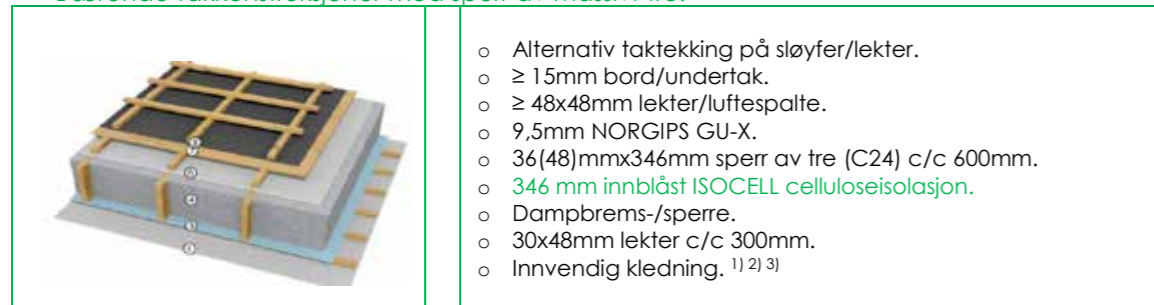 Alternativ taktekking på sløyfer/lekter.
≥ 15mm bord/undertak.
≥ 48x48mm lekter/luftespalte.
9,5mm NORGIPS GU-X.
36(48)mmx346mm sperr av tre (C24) c/c 600mm.
346 mm innblåst ISOCELL celluloseisolasjon.
Dampbrems-/sperre.
30x48mm lekter c/c 300mm.
Innvendig kledning. 1) 2) 3)